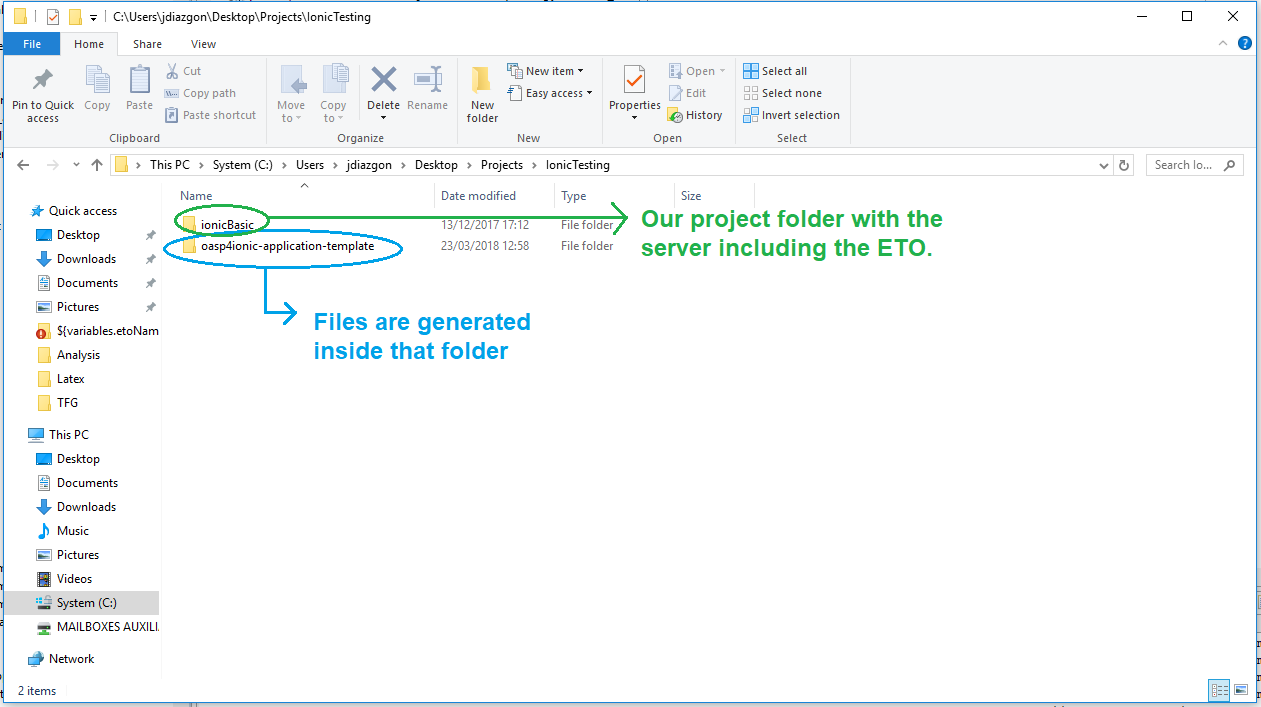 C:\Users\jdiazgon\Desktop\Projects\IonicTesting
File Home Share View
Pin to Quick access
Copy
Paste
Cut
Copy path
Paste shortcut
Clipboard
Move to
Copy to
Delete
Rename
Organize
New folder
New item
Easy access
New
Properties
Open
Edit
History
Open
Select all
Select none
Invert selection
Select
This PC > System (C:) > Users > jdiazgon > Desktop > Projects > IonicTesting
Search Io...
Name Date modified Type Size
ionicBasic 13/12/2017 17:12 File folder
oasp4ionic-application-template 23/03/2018 12:58 File folder
Our project folder with the
server including the ETO.
Files are generated
inside that folder
Quick access
Desktop
Downloads
Documents
Pictures
${variables.etoNam
Analysis
Latex
TFG
This PC
Desktop
Documents
Downloads
Music
Pictures
Videos
System (C:)
MAILBOXES AUXILI
Network
2 items